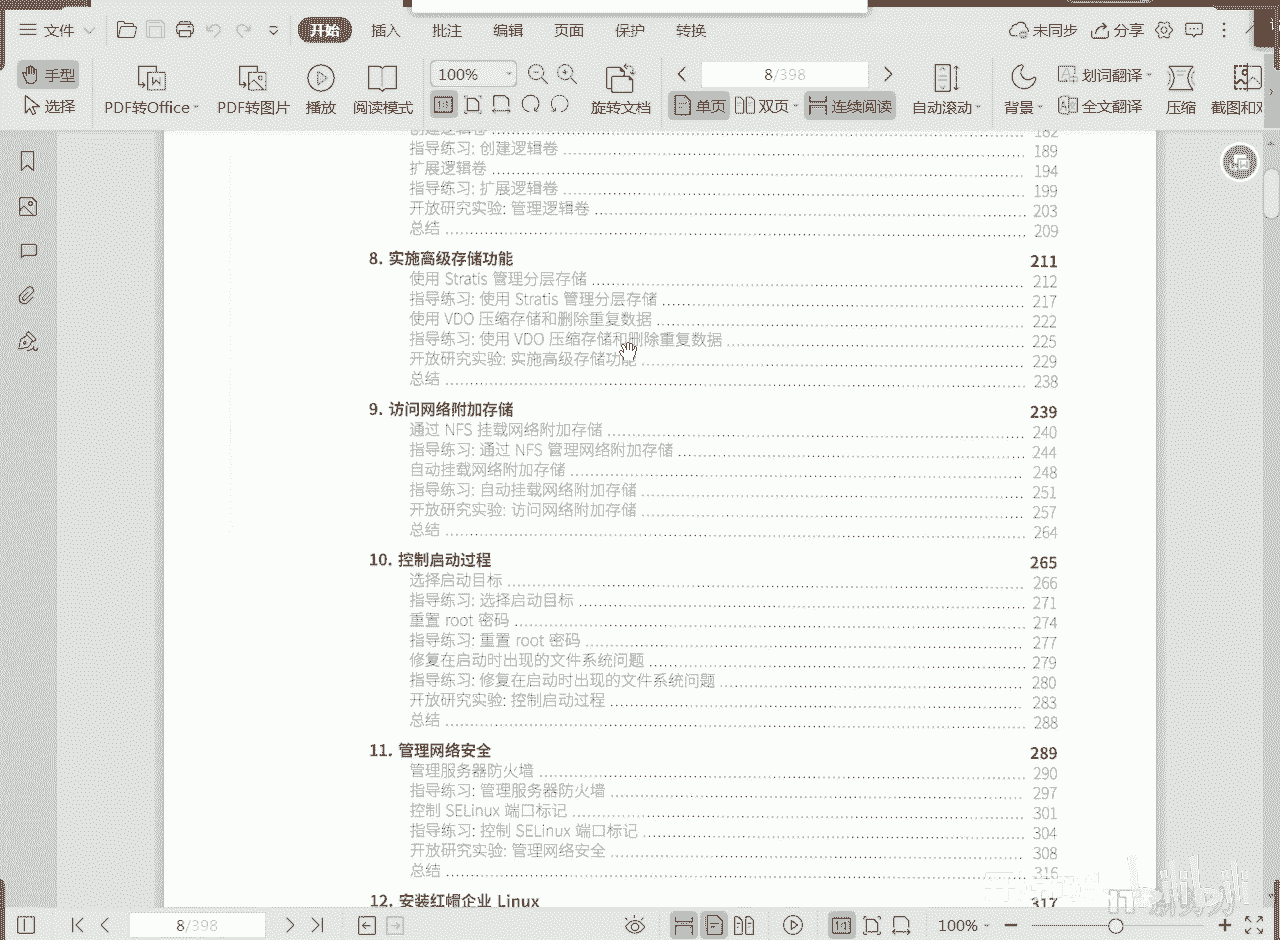 文件 开始 插入 批注 编辑 页面 保护 转换 未同步 分享
手型 100% 8/398 划词翻译
选择 PDF转Office PDF转图片 播放 阅读模式 1:1 旋转文档 单页 双页 连续阅读 自动滚动 背景 全文翻译 压缩
创建逻辑卷 182
指导练习: 创建逻辑卷 189
扩展逻辑卷 194
指导练习: 扩展逻辑卷 199
开放研究实验: 管理逻辑卷 203
总结 209
8. 实施高级存储功能 211
使用 Stratis 管理分层存储 212
指导练习: 使用 Stratis 管理分层存储 217
使用 VDO 压缩存储和删除重复数据 222
指导练习: 使用 VDO 压缩存储和删除重复数据 225
开放研究实验: 实施高级存储功能 229
总结 238
9. 访问网络附加存储 239
通过 NFS 挂载网络附加存储 240
指导练习: 通过 NFS 管理网络附加存储 244
自动挂载网络附加存储 248
指导练习: 自动挂载网络附加存储 251
开放研究实验: 访问网络附加存储 257
总结 264
10. 控制启动过程 265
选择启动目标 266
指导练习: 选择启动目标 271
重置 root 密码 274
指导练习: 重置 root 密码 277
修复在启动时出现的文件系统问题 279
指导练习: 修复在启动时出现的文件系统问题 280
开放研究实验: 控制启动过程 283
总结 288
11. 管理网络安全 289
管理服务器防火墙 290
指导练习: 管理服务器防火墙 297
控制 SELinux 端口标记 301
指导练习: 控制 SELinux 端口标记 304
开放研究实验: 管理网络安全 308
总结 316
12. 安装红帽企业 Linux 317
8/398 1:1 100%